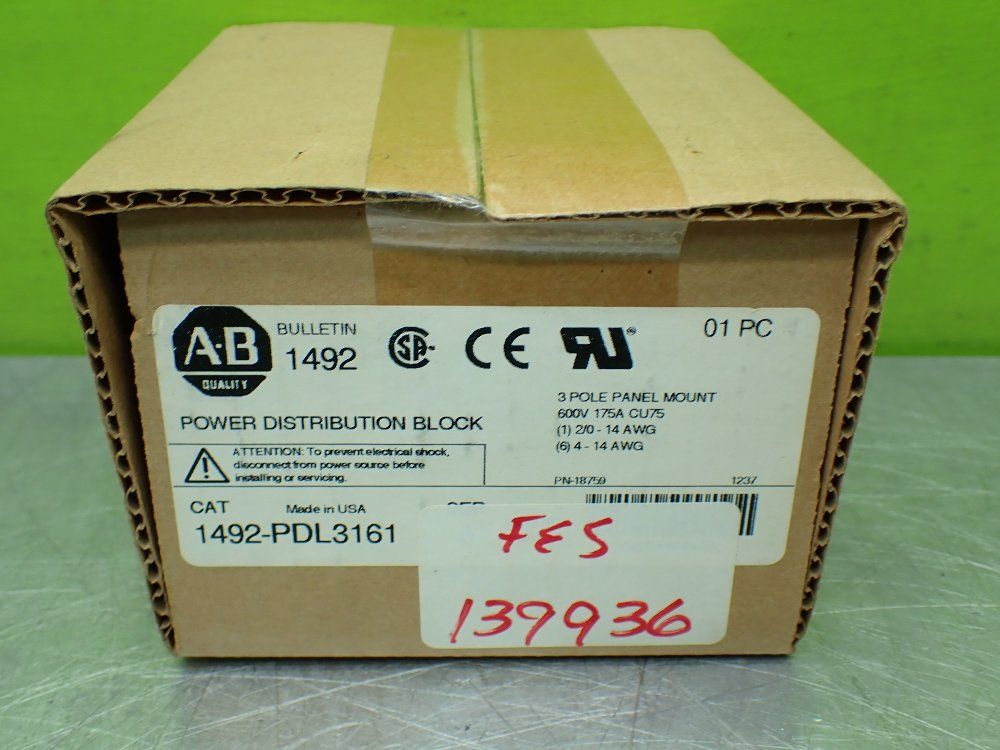 A-B
QUALITY
BULLETIN
1492
SA
CE
RU
01 PC
POWER DISTRIBUTION BLOCK
3 POLE PANEL MOUNT
600V 175A CU75
(1) 2/0 - 14 AWG
(6) 4 - 14 AWG
ATTENTION: To prevent electrical shock,
disconnect from power source before
installing or servicing.
PN-18759 1237
CAT Made in USA
1492-PDL3161
FES
139936